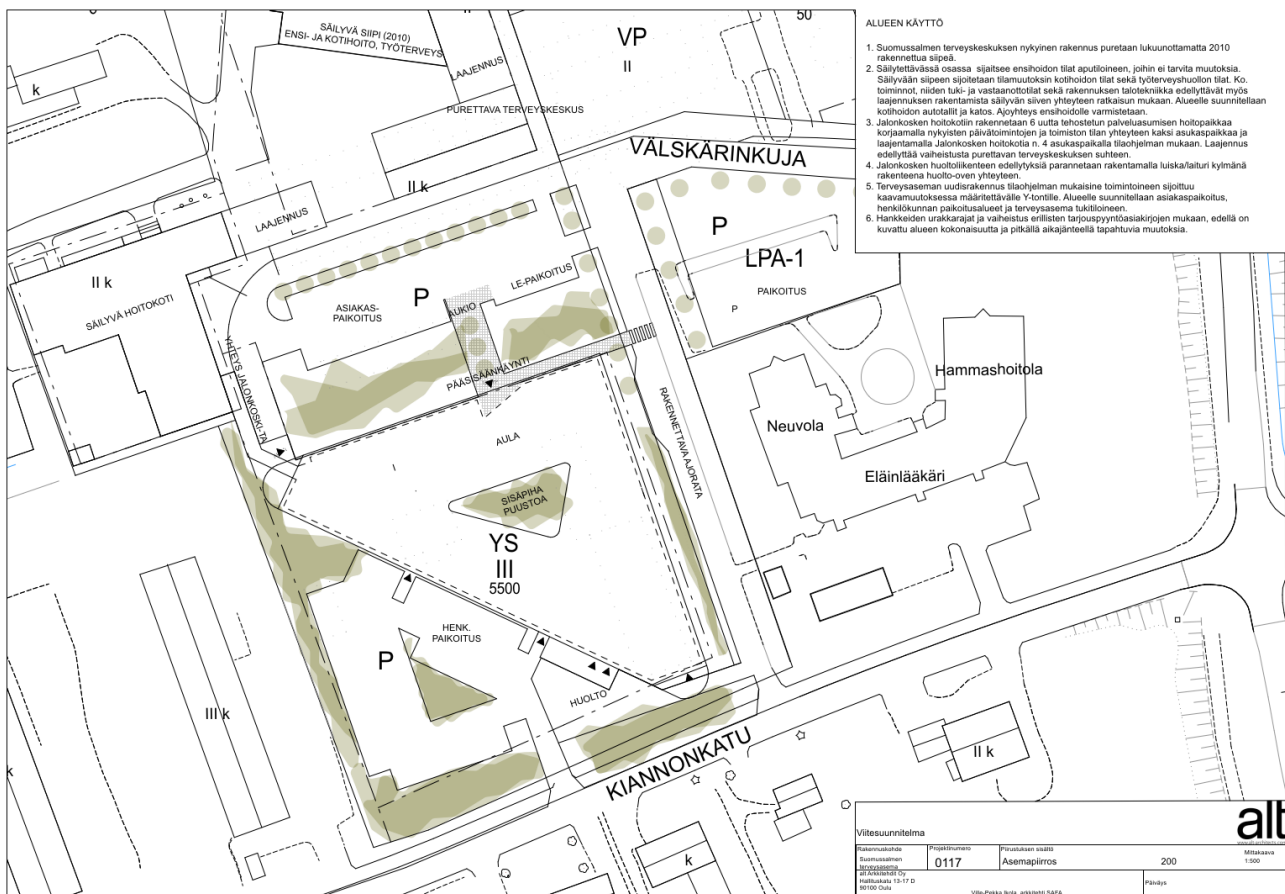 SÄILYVÄ SIIPI (2010)
ENSI- JA KOTIHOITO, TYÖTERVEYS
50
VP
II
k
LAAJENNUS
PURETTAVA TERVEYSKESKUS
VÄLSKÄRINKUJA
II k
LAAJENNUS
P
LPA-1
PAIKOITUS
P
II k
SÄILYVÄ HOITOKOTI
ASIAKAS-
PAIKOITUS
P
AUKIO
LE-PAIKOITUS
YHTEYS JALONKOSKI-TA
PÄÄSISÄÄNKÄYNTI
RAKENNETTAVA AJORATA
AULA
SISÄPIHA
PUUSTOA
YS
III
5500
Hammashoitola
Neuvola
Eläinlääkäri
HENK.
PAIKOITUS
P
HUOLTO
III k
k
KIANNONKATU
II k
k
ALUEEN KÄYTTÖ
1. Suomussalmen terveyskeskuksen nykyinen rakennus puretaan lukuunottamatta 2010
rakennettua siipeä.
2. Säilytettävässä osassa sijaitsee ensihoidon tilat aputiloineen, joihin ei tarvita muutoksia.
Säilyvään siipeen sijoitetaan tilamuutoksin kotihoidon tilat sekä työterveyshuollon tilat. Ko.
toiminnot, niiden tuki- ja vastaanottotilat sekä rakennuksen talotekniikka edellyttävät myös
laajennuksen rakentamista säilyvän siiven yhteyteen ratkaisun mukaan. Alueelle suunnitellaan
kotihoidon autotallit ja katos. Ajoyhteys ensihoidolle varmistetaan.
3. Jalonkosken hoitokotiin rakennetaan 6 uutta tehostetun palveluasumisen hoitopaikkaa
korjaamalla nykyisten päivätoimintojen ja toimiston tilan yhteyteen kaksi asukaspaikkaa ja
laajentamalla Jalonkosken hoitokotia n. 4 asukaspaikalla tilaohjelman mukaan. Laajennus
edellyttää vaiheistusta purettavan terveyskeskuksen suhteen.
4. Jalonkosken huoltoliikenteen edellytyksiä parannetaan rakentamalla luiska/laituri kylmänä
rakenteena huolto-oven yhteyteen.
5. Terveysaseman uudisrakennus tilaohjelman mukaisine toimintoineen sijoittuu
kaavamuutoksessa määritettävälle Y-tontille. Alueelle suunnitellaan asiakaspaikoitus,
henkilökunnan paikoitusalueet ja terveysasema tukitiloineen.
6. Hankkeiden urakkarajat ja vaiheistus erillisten tarjouspyyntöasiakirjojen mukaan, edellä on
kuvattu alueen kokonaisuutta ja pitkällä aikajänteellä tapahtuvia muutoksia.
Viitesuunnitelma
alt
Rakennuskohde
Suomussalmen
terveysasema
Projektinumero
0117
Piirustuksen sisältö
Asemapiirros
200
Mittakaava
1:500
alt Arkkitehdit Oy
Hallituskatu 13-17 D
90100 Oulu
Ville-Pekka Ikola, arkkitehti SAFA
Päiväys